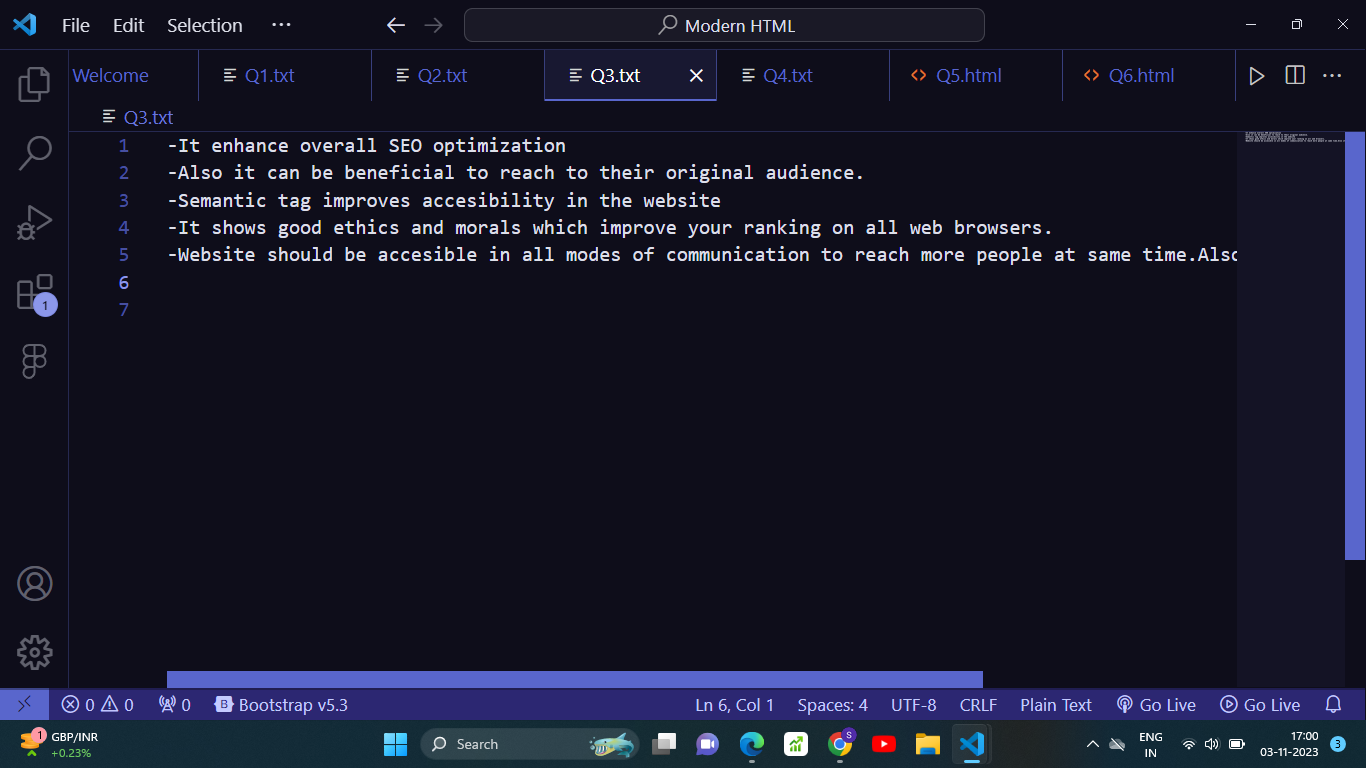 File Edit Selection ··· Modern HTML
Welcome Q1.txt Q2.txt Q3.txt Q4.txt Q5.html Q6.html
Q3.txt
1 -It enhance overall SEO optimization
2 -Also it can be beneficial to reach to their original audience.
3 -Semantic tag improves accesibility in the website
4 -It shows good ethics and morals which improve your ranking on all web browsers.
5 -Website should be accesible in all modes of communication to reach more people at same time.Also
6
7
1
0 0 0 B Bootstrap v5.3 Ln 6, Col 1 Spaces: 4 UTF-8 CRLF Plain Text Go Live Go Live
1 GBP/INR
+0.23%
Search
S
ENG
IN
17:00
03-11-2023
3